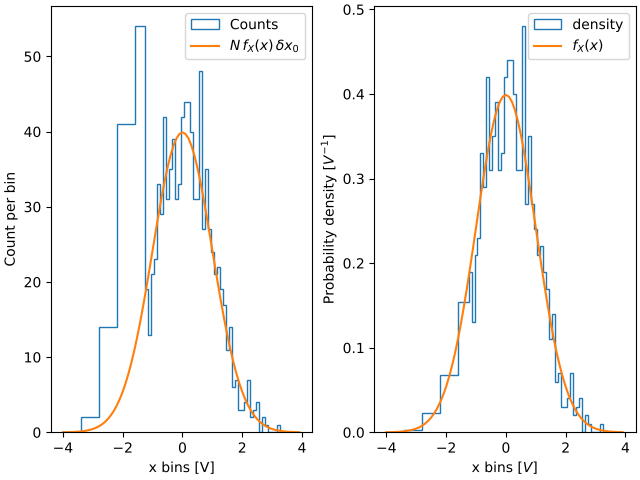 Counts
N f_X(x) δx_0
Count per bin
0
10
20
30
40
50
−4
−2
0
2
4
x bins [V]
density
f_X(x)
Probability density [V^{-1}]
0.0
0.1
0.2
0.3
0.4
0.5
−4
−2
0
2
4
x bins [V]